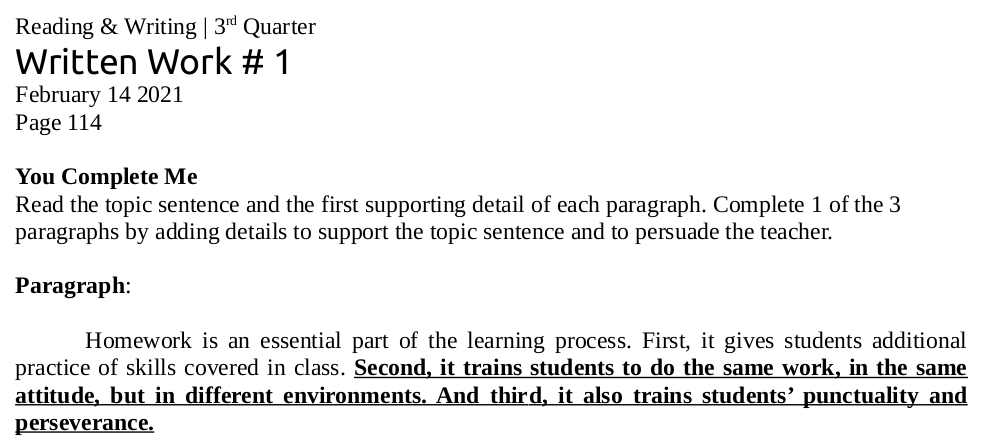 Reading & Writing | 3rd Quarter
Written Work # 1
February 14 2021
Page 114
You Complete Me
Read the topic sentence and the first supporting detail of each paragraph. Complete 1 of the 3
paragraphs by adding details to support the topic sentence and to persuade the teacher.
Paragraph:
Homework is an essential part of the learning process. First, it gives students additional
practice of skills covered in class. Second, it trains students to do the same work, in the same
attitude, but in different environments. And third, it also trains students’ punctuality and
perseverance.